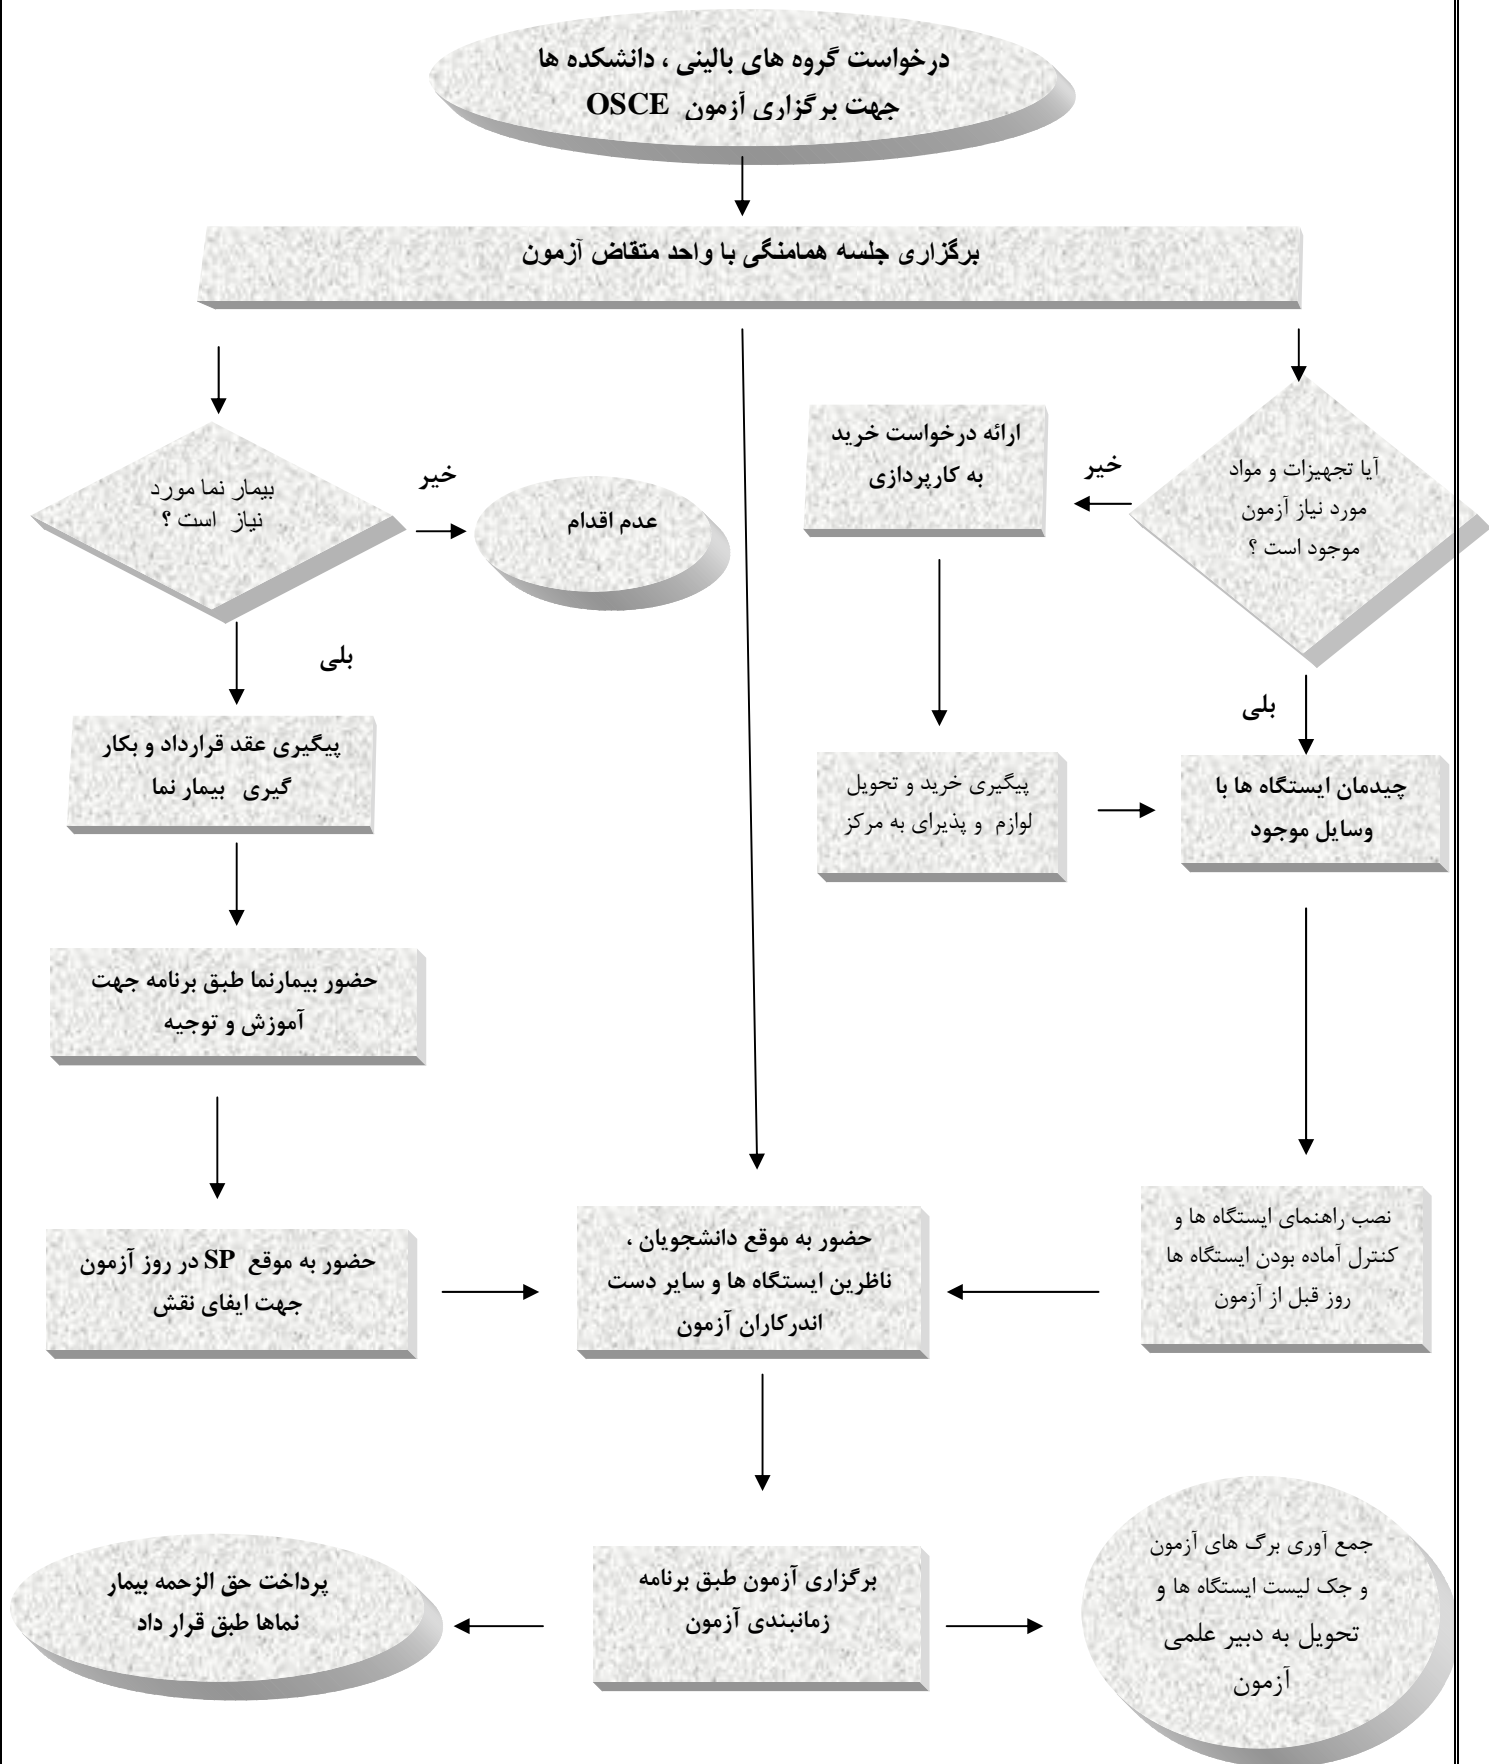 درخواست گروه های بالینی ، دانشکده ها
جهت برگزاری آزمون OSCE
برگزاری جلسه همامنگی با واحد متقاض آزمون
آیا تجهیزات و مواد
مورد نیاز آزمون
موجود است ؟
خیر
ارائه درخواست خرید
به کارپردازی
بیمار نما مورد
نیاز است ؟
خیر
عدم اقدام
بلی
بلی
پیگیری خرید و تحویل
لوازم و پذیرای به مرکز
چیدمان ایستگاه ها با
وسایل موجود
پیگیری عقد قرارداد و بکار
گیری بیمار نما
حضور بیمارنما طبق برنامه جهت
آموزش و توجیه
نصب راهنمای ایستگاه ها و
کنترل آماده بودن ایستگاه ها
روز قبل از آزمون
حضور به موقع دانشجویان ،
ناظرین ایستگاه ها و سایر دست
اندرکاران آزمون
حضور به موقع SP در روز آزمون
جهت ایفای نقش
جمع آوری برگ های آزمون
و جک لیست ایستگاه ها و
تحویل به دبیر علمی
آزمون
برگزاری آزمون طبق برنامه
زمانبندی آزمون
پرداخت حق الزحمه بیمار
نماها طبق قرار داد